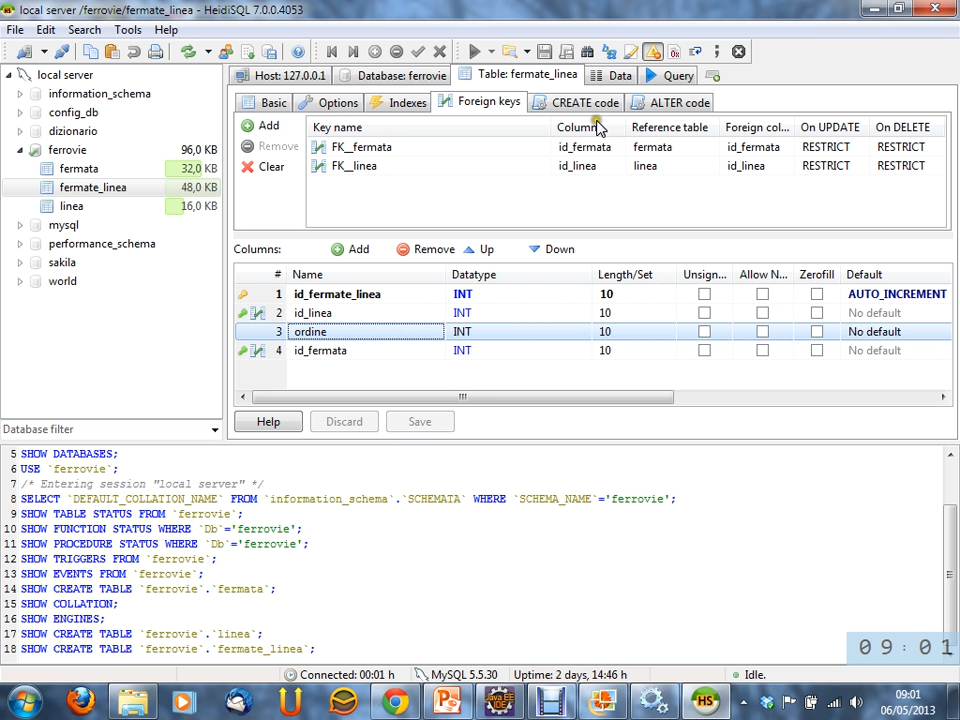 local server /ferrovie/fermate_linea - HeidiSQL 7.0.0.4053
File Edit Search Tools Help
local server
information_schema
config_db
dizionario
ferrovie 96,0 KB
fermata 32,0 KB
fermate_linea 48,0 KB
linea 16,0 KB
mysql
performance_schema
sakila
world
Database filter
Host: 127.0.0.1 Database: ferrovie Table: fermate_linea Data Query
Basic Options Indexes Foreign keys CREATE code ALTER code
Add
Remove
Clear
Key name Column Reference table Foreign col... On UPDATE On DELETE
FK__fermata id_fermata fermata id_fermata RESTRICT RESTRICT
FK__linea id_linea linea id_linea RESTRICT RESTRICT
Columns: Add Remove Up Down
# Name Datatype Length/Set Unsign... Allow N... Zerofill Default
1 id_fermate_linea INT 10 AUTO_INCREMENT
2 id_linea INT 10 No default
3 ordine INT 10 No default
4 id_fermata INT 10 No default
Help Discard Save
5 SHOW DATABASES;
6 USE `ferrovie`;
7 /* Entering session "local server" */
8 SELECT `DEFAULT_COLLATION_NAME` FROM `information_schema`.`SCHEMATA` WHERE `SCHEMA_NAME`='ferrovie';
9 SHOW TABLE STATUS FROM `ferrovie`;
10 SHOW FUNCTION STATUS WHERE `Db`='ferrovie';
11 SHOW PROCEDURE STATUS WHERE `Db`='ferrovie';
12 SHOW TRIGGERS FROM `ferrovie`;
13 SHOW EVENTS FROM `ferrovie`;
14 SHOW CREATE TABLE `ferrovie`.`fermata`;
15 SHOW COLLATION;
16 SHOW ENGINES;
17 SHOW CREATE TABLE `ferrovie`.`linea`;
18 SHOW CREATE TABLE `ferrovie`.`fermate_linea`;
09:01
Connected: 00:01 h MySQL 5.5.30 Uptime: 2 days, 14:46 h Idle.
Java EE
IDE
HS
09:01
06/05/2013